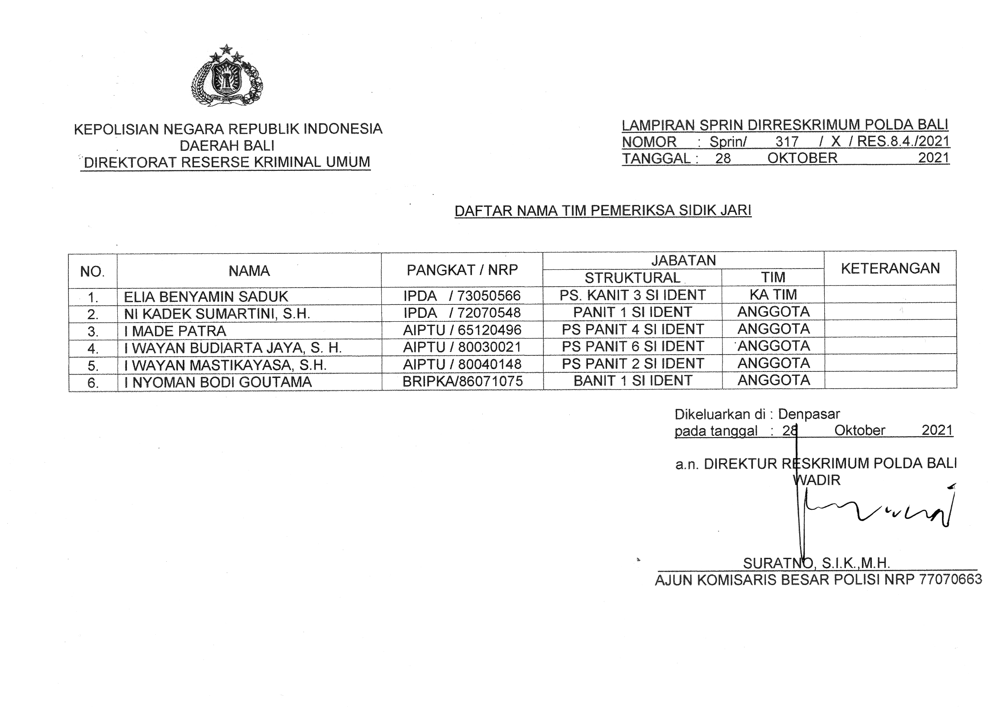 KEPOLISIAN NEGARA REPUBLIK INDONESIA
DAERAH BALI
DIREKTORAT RESERSE KRIMINAL UMUM
LAMPIRAN SPRIN DIRRESKRIMUM POLDA BALI
NOMOR : Sprin/ 317 / X / RES.8.4./2021
TANGGAL : 28 OKTOBER 2021
DAFTAR NAMA TIM PEMERIKSA SIDIK JARI
NO. NAMA PANGKAT / NRP JABATAN KETERANGAN
STRUKTURAL TIM
1. ELIA BENYAMIN SADUK IPDA / 73050566 PS. KANIT 3 SI IDENT KA TIM
2. NI KADEK SUMARTINI, S.H. IPDA / 72070548 PANIT 1 SI IDENT ANGGOTA
3. I MADE PATRA AIPTU / 65120496 PS PANIT 4 SI IDENT ANGGOTA
4. I WAYAN BUDIARTA JAYA, S. H. AIPTU / 80030021 PS PANIT 6 SI IDENT ANGGOTA
5. I WAYAN MASTIKAYASA, S.H. AIPTU / 80040148 PS PANIT 2 SI IDENT ANGGOTA
6. I NYOMAN BODI GOUTAMA BRIPKA/86071075 BANIT 1 SI IDENT ANGGOTA
Dikeluarkan di : Denpasar
pada tanggal : 28 Oktober 2021
a.n. DIREKTUR RESKRIMUM POLDA BALI
WADIR
SURATNO, S.I.K.,M.H.
AJUN KOMISARIS BESAR POLISI NRP 77070663